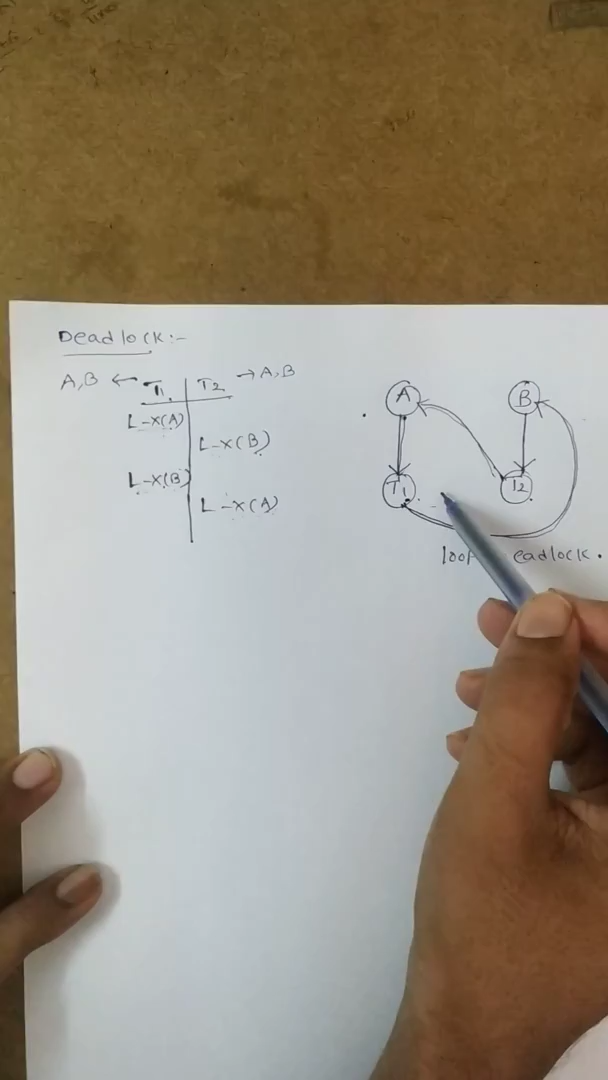 Deadlock:-
A,B ← T1 T2 → A,B
L-X(A)
L-X(B)
L-X(B)
L-X(A)
A B
T1 T2
loop eadlock.